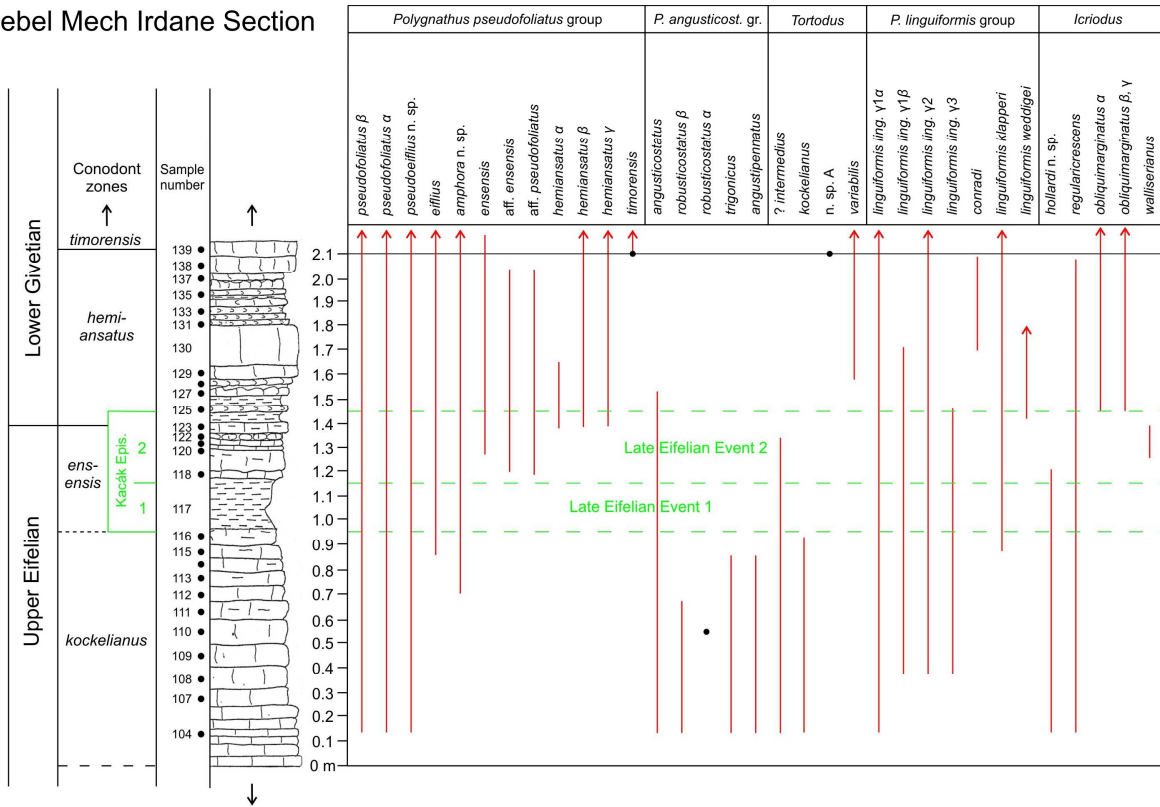 ebel Mech Irdane Section
Polygnathus pseudofoliatus group
P. angusticost. gr.
Tortodus
P. linguiformis group
Icriodus
pseudofoliatus β
pseudofoliatus α
pseudoeiflius n. sp.
eiflius
amphora n. sp.
ensensis
aff. ensensis
aff. pseudofoliatus
hemiansatus α
hemiansatus β
hemiansatus γ
timorensis
angusticostatus
robusticostatus β
robusticostatus α
trigonicus
angustipennatus
? intermedius
kockelianus
n. sp. A
variabilis
linguiformis iing. γ1α
linguiformis iing. γ1β
linguiformis iing. γ2
linguiformis iing. γ3
conradi
linguiformis klapperi
linguiformis weddigei
hollardi n. sp.
regularicrescens
obliquimarginatus α
obliquimarginatus β, γ
walliserianus
Conodont
zones
Sample
number
timorensis
Lower Givetian
hemi-
ansatus
Upper Eifelian
ens-
ensis
kockelianus
Kacák Epis.
2
1
139
138
137
135
133
131
130
129
127
125
123
122
120
118
117
116
115
113
112
111
110
109
108
107
104
2.1
2.0
1.9
1.8
1.7
1.6
1.5
1.4
1.3
1.2
1.1
1.0
0.9
0.8
0.7
0.6
0.5
0.4
0.3
0.2
0.1
0 m
Late Eifelian Event 2
Late Eifelian Event 1